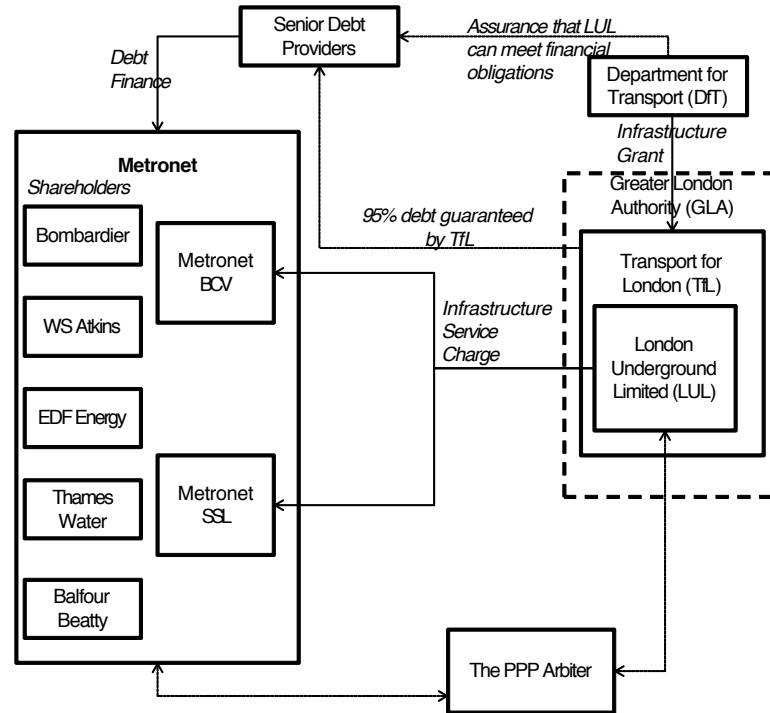 Senior Debt
Providers
Assurance that LUL
can meet financial
obligations
Debt
Finance
Department for
Transport (DfT)
Infrastructure
Grant
Metronet
Shareholders
Greater London
Authority (GLA)
Bombardier
95% debt guaranteed
by TfL
Metronet
BCV
Transport for
London (TfL)
WS Atkins
Infrastructure
Service
Charge
London
Underground
Limited (LUL)
EDF Energy
Thames
Water
Metronet
SSL
Balfour
Beatty
The PPP Arbiter